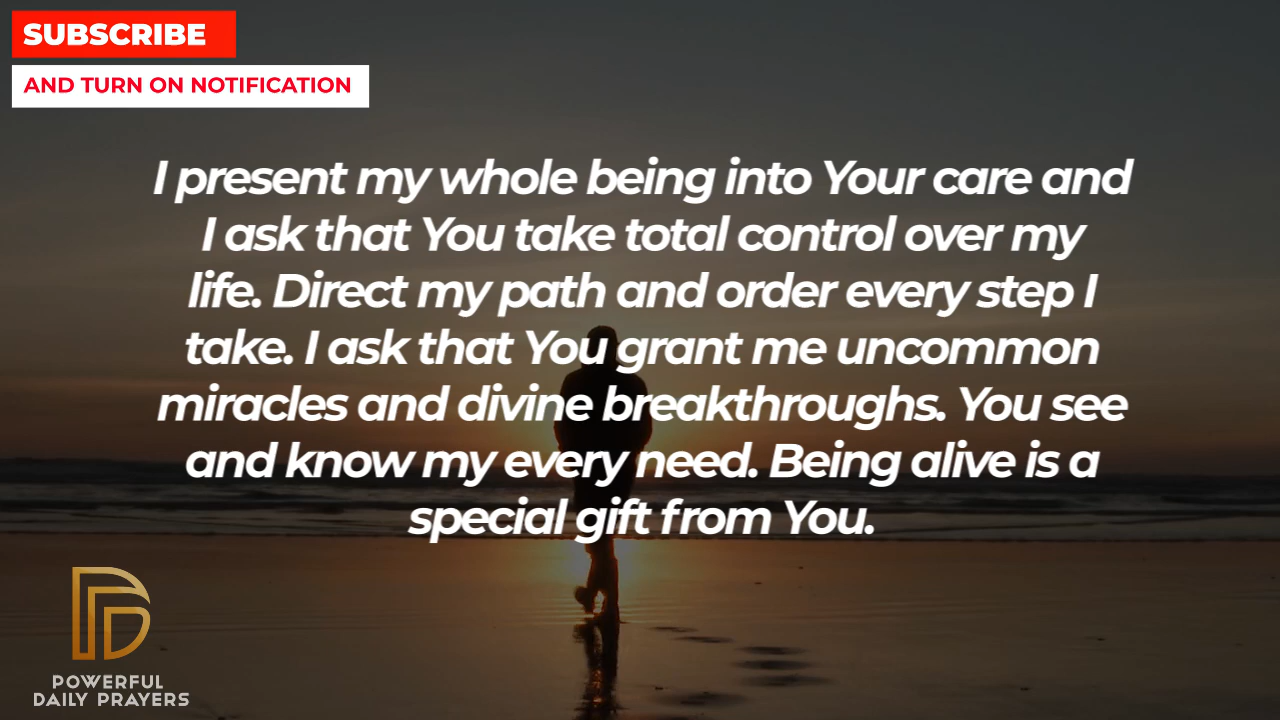 SUBSCRIBE
AND TURN ON NOTIFICATION
I present my whole being into Your care and
I ask that You take total control over my
life. Direct my path and order every step I
take. I ask that You grant me uncommon
miracles and divine breakthroughs. You see
and know my every need. Being alive is a
special gift from You.
POWERFUL
DAILY PRAYERS